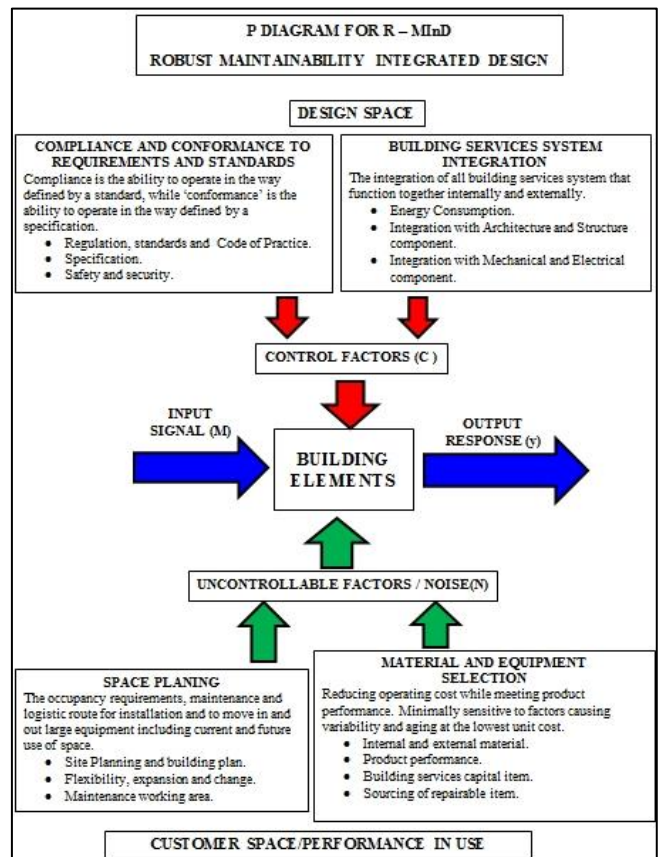 P DIAGRAM FOR R – MInD
ROBUST MAINTAINABILITY INTEGRATED DESIGN
DESIGN SPACE
COMPLIANCE AND CONFORMANCE TO
REQUIREMENTS AND STANDARDS
Compliance is the ability to operate in the way
defined by a standard, while ‘conformance’ is the
ability to operate in the way defined by a
specification.
• Regulation, standards and Code of Practice.
• Specification.
• Safety and security.
BUILDING SERVICES SYSTEM
INTEGRATION
The integration of all building services system that
function together internally and externally.
• Energy Consumption.
• Integration with Architecture and Structure
component.
• Integration with Mechanical and Electrical
component.
CONTROL FACTORS (C )
INPUT
SIGNAL (M)
BUILDING
ELEMENTS
OUTPUT
RESPONSE (y)
UNCONTROLLABLE FACTORS / NOISE(N)
SPACE PLANING
The occupancy requirements, maintenance and
logistic route for installation and to move in and
out large equipment including current and future
use of space.
• Site Planning and building plan.
• Flexibility, expansion and change.
• Maintenance working area.
MATERIAL AND EQUIPMENT
SELECTION
Reducing operating cost while meeting product
performance. Minimally sensitive to factors causing
variability and aging at the lowest unit cost.
• Internal and external material.
• Product performance.
• Building services capital item.
• Sourcing of repairable item.
CUSTOMER SPACE/PERFORMANCE IN USE